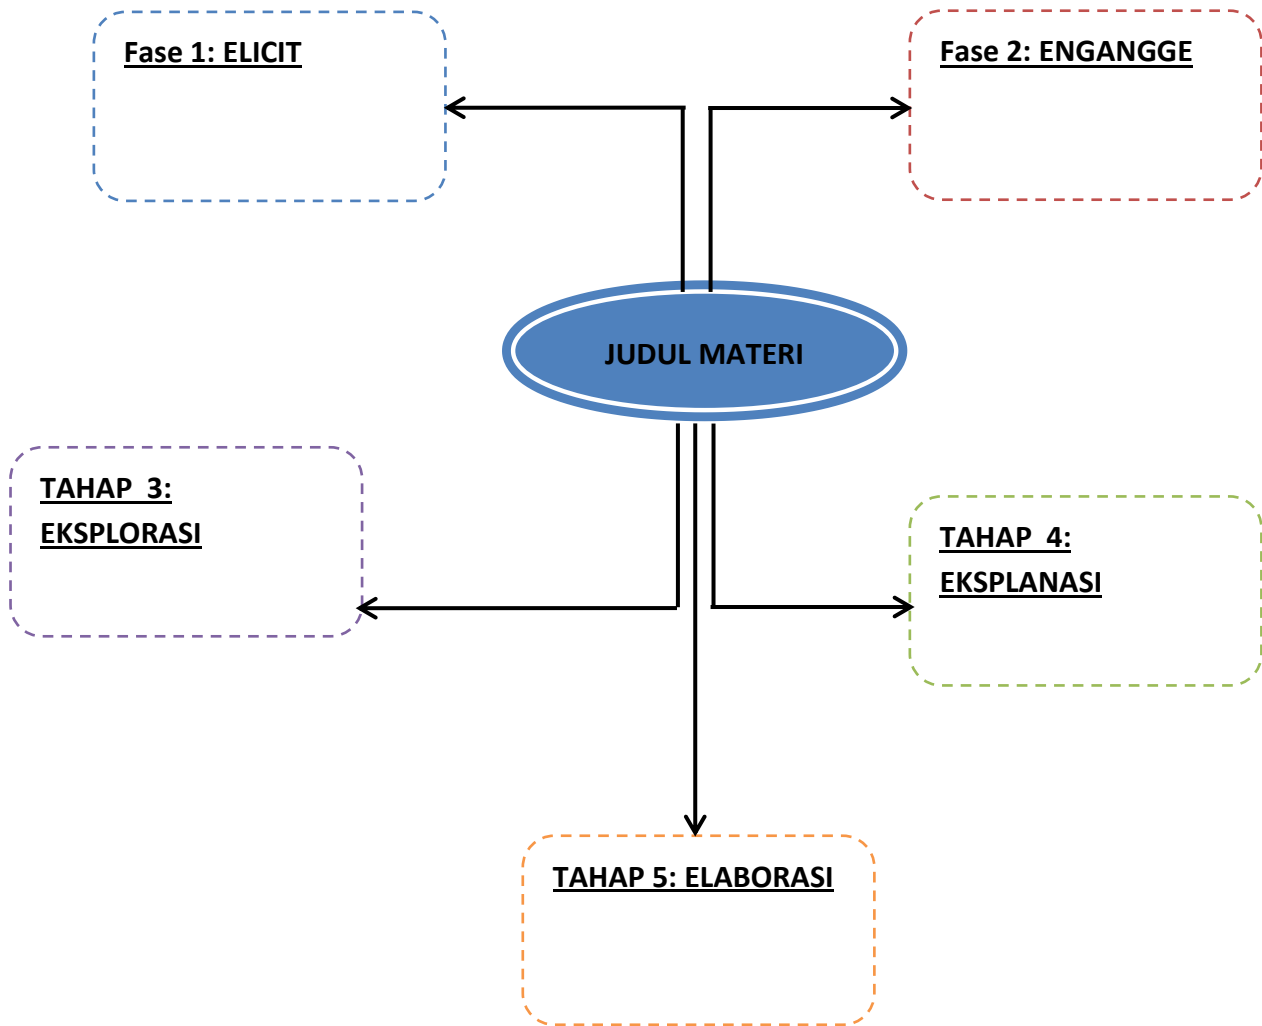 Fase 1: ELICIT
Fase 2: ENGANGGE
JUDUL MATERI
TAHAP  3:
EKSPLORASI
TAHAP  4:
EKSPLANASI
TAHAP 5: ELABORASI